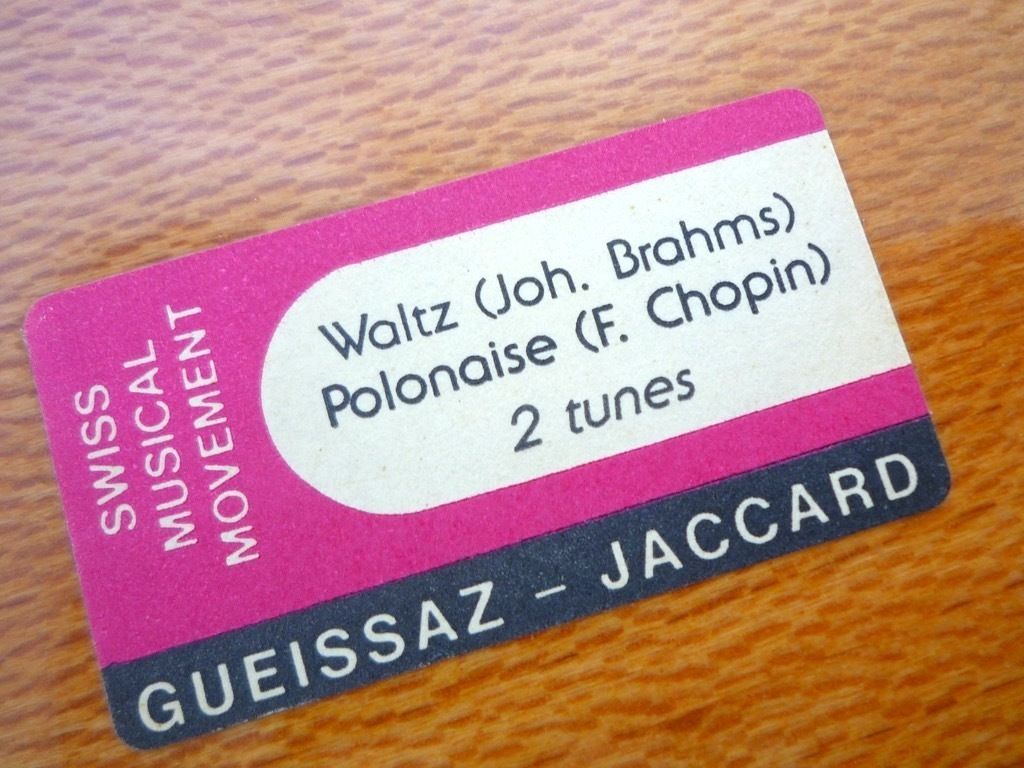 SWISS
MUSICAL
MOVEMENT
Waltz (Joh. Brahms)
Polonaise (F. Chopin)
2 tunes
GUEISSAZ – JACCARD